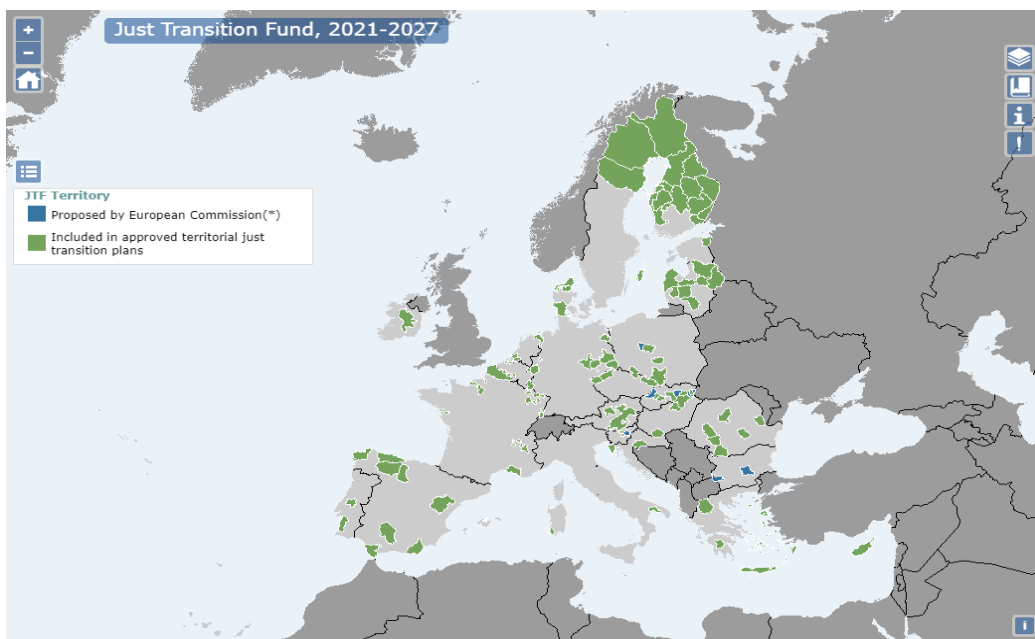 +
Just Transition Fund, 2021-2027
−
JTF Territory
Proposed by European Commission(*)
Included in approved territorial just
transition plans
i
!
i